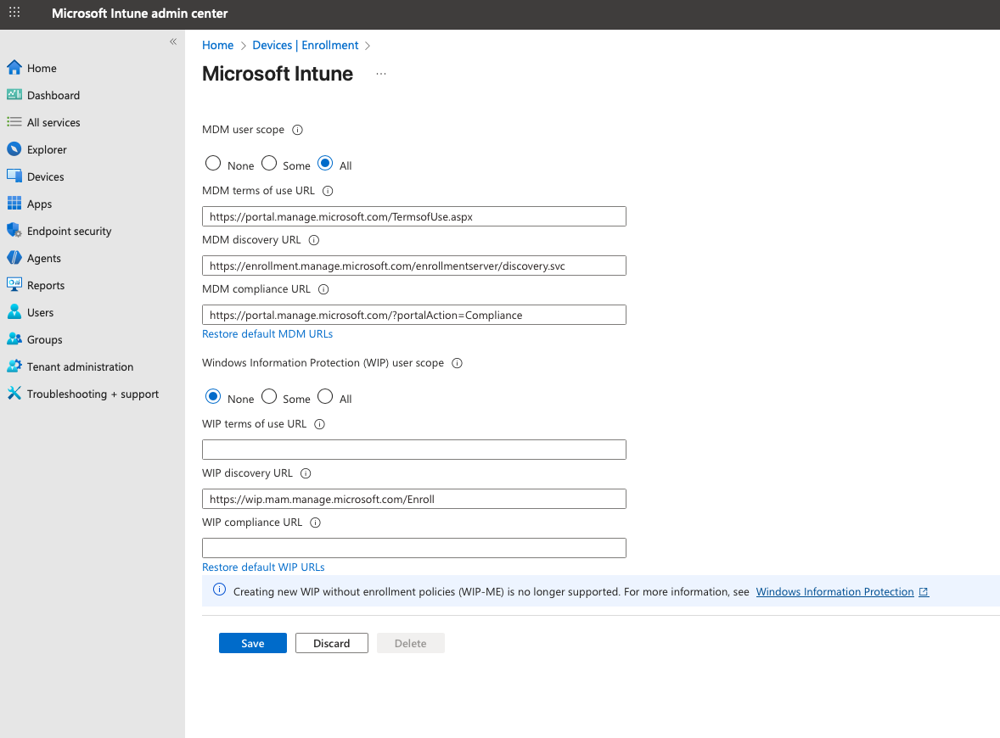 Microsoft Intune admin center
«
Home
Dashboard
All services
Explorer
Devices
Apps
Endpoint security
Agents
Reports
Users
Groups
Tenant administration
Troubleshooting + support
Home > Devices | Enrollment >
Microsoft Intune ...
MDM user scope
None Some All
MDM terms of use URL
https://portal.manage.microsoft.com/TermsofUse.aspx
MDM discovery URL
https://enrollment.manage.microsoft.com/enrollmentserver/discovery.svc
MDM compliance URL
https://portal.manage.microsoft.com/?portalAction=Compliance
Restore default MDM URLs
Windows Information Protection (WIP) user scope
None Some All
WIP terms of use URL
WIP discovery URL
https://wip.mam.manage.microsoft.com/Enroll
WIP compliance URL
Restore default WIP URLs
Creating new WIP without enrollment policies (WIP-ME) is no longer supported. For more information, see Windows Information Protection
Save Discard Delete